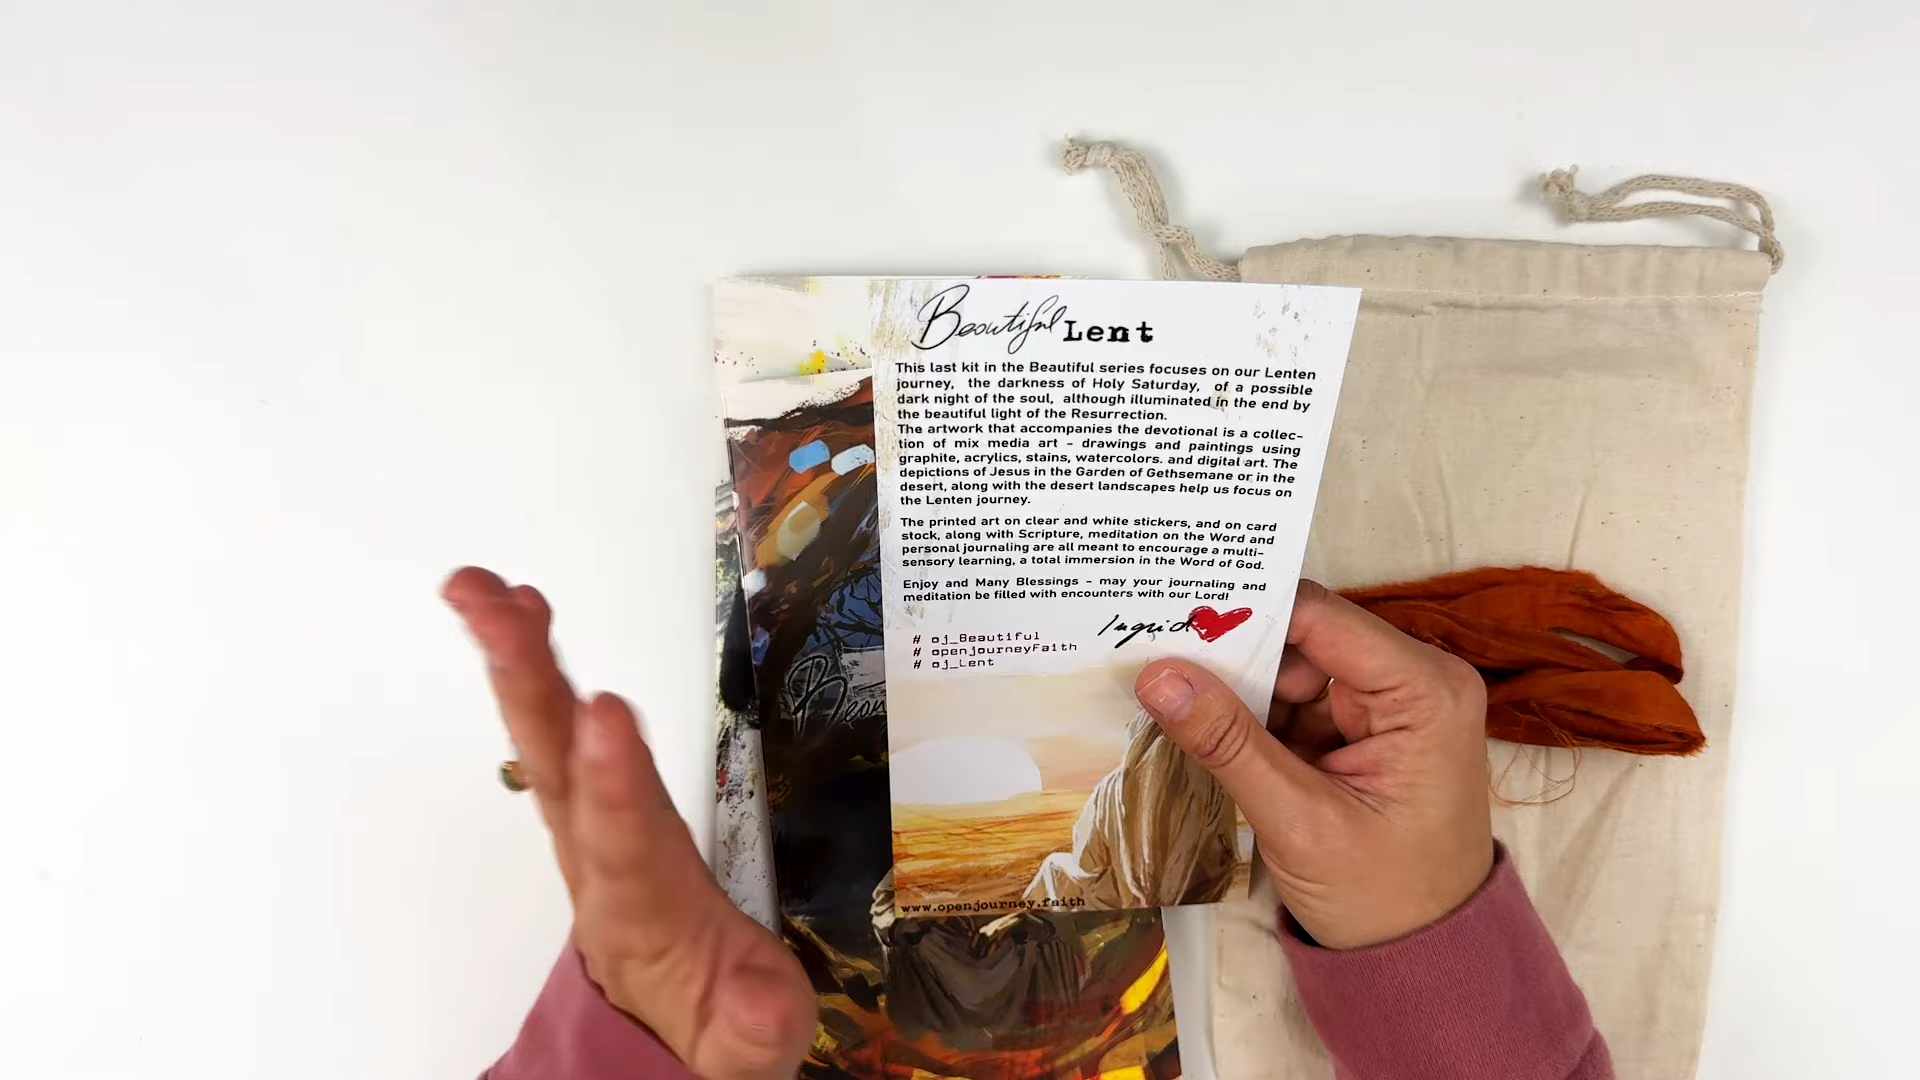 Beautiful Lent
This last kit in the Beautiful series focuses on our Lenten
journey, the darkness of Holy Saturday, of a possible
dark night of the soul, although illuminated in the end by
the beautiful light of the Resurrection.
The artwork that accompanies the devotional is a collec-
tion of mix media art - drawings and paintings using
graphite, acrylics, stains, watercolors. and digital art. The
depictions of Jesus in the Garden of Gethsemane or in the
desert, along with the desert landscapes help us focus on
the Lenten journey.
The printed art on clear and white stickers, and on card
stock, along with Scripture, meditation on the Word and
personal journaling are all meant to encourage a multi-
sensory learning, a total immersion in the Word of God.
Enjoy and Many Blessings - may your journaling and
meditation be filled with encounters with our Lord!
Ingrid
# oj_Beautiful
# openjourneyFaith
# oj_Lent
www.openjourney.faith